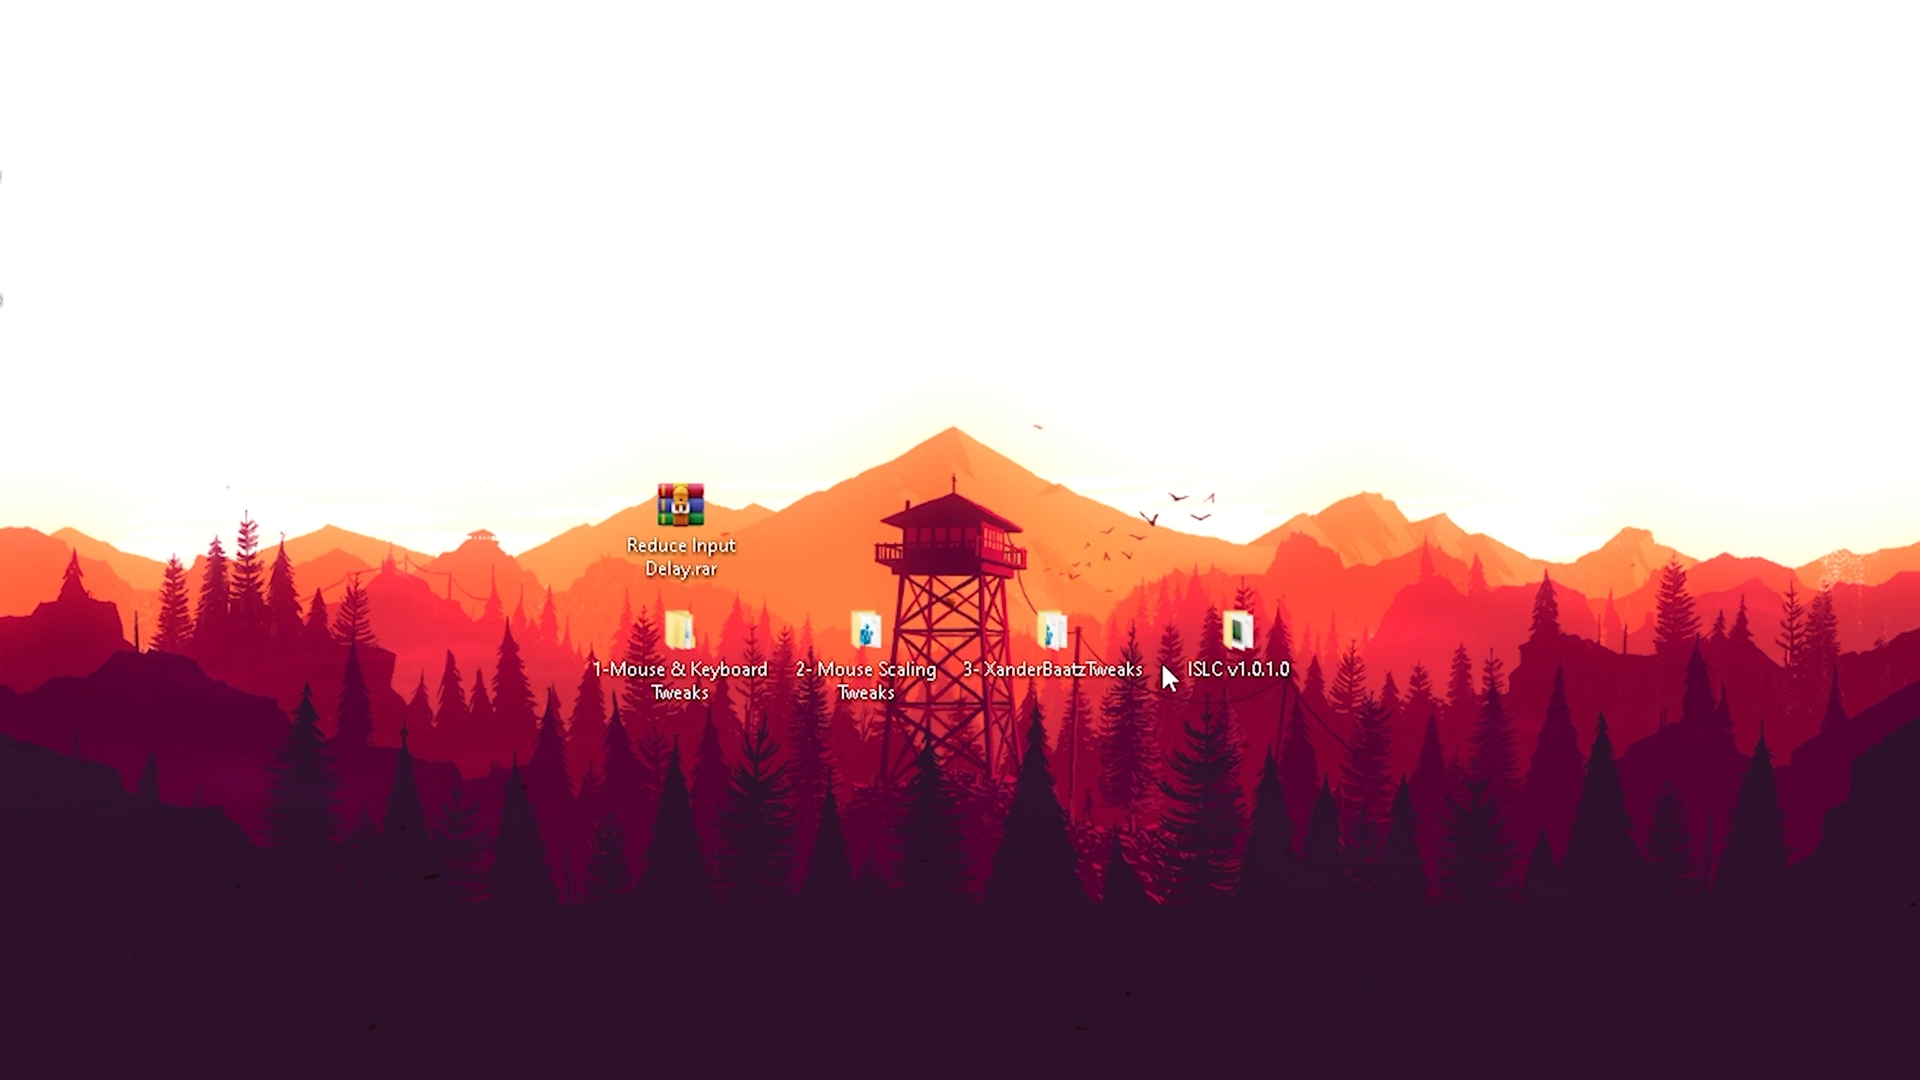 Reduce Input
Delay.rar
1-Mouse & Keyboard
Tweaks
2- Mouse Scaling
Tweaks
3- XanderBaatzTweaks
ISLC v1.0.1.0